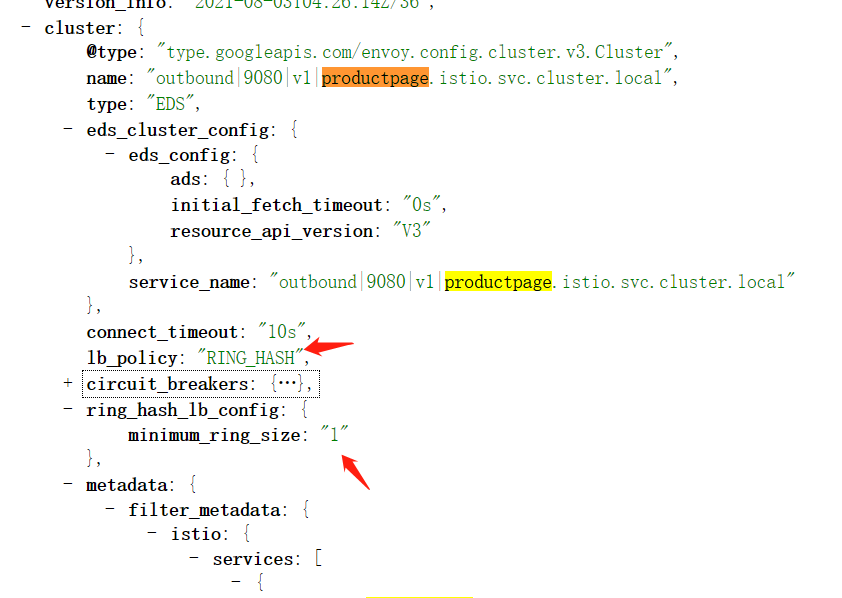 version_info: "2021-08-03T04:26:14Z/36",
- cluster: {
@type: "type.googleapis.com/envoy.config.cluster.v3.Cluster",
name: "outbound|9080|v1|productpage.istio.svc.cluster.local",
type: "EDS",
- eds_cluster_config: {
- eds_config: {
ads: { },
initial_fetch_timeout: "0s",
resource_api_version: "V3"
},
service_name: "outbound|9080|v1|productpage.istio.svc.cluster.local"
},
connect_timeout: "10s",
lb_policy: "RING_HASH",
+ circuit_breakers: {…},
- ring_hash_lb_config: {
minimum_ring_size: "1"
},
- metadata: {
- filter_metadata: {
- istio: {
- services: [
- {